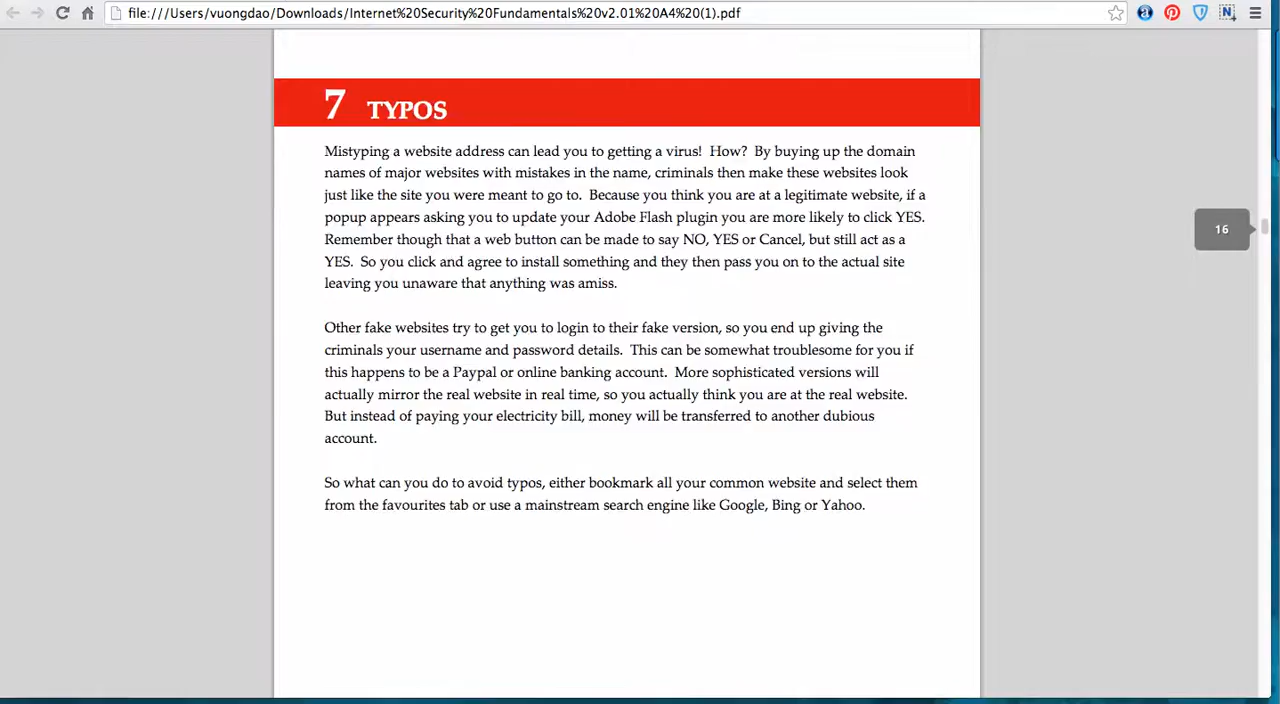 file:///Users/vuongdao/Downloads/Internet%20Security%20Fundamentals%20v2.01%20A4%20(1).pdf
7 TYPOS
Mistyping a website address can lead you to getting a virus!  How?  By buying up the domain
names of major websites with mistakes in the name, criminals then make these websites look
just like the site you were meant to go to.  Because you think you are at a legitimate website, if a
popup appears asking you to update your Adobe Flash plugin you are more likely to click YES.
Remember though that a web button can be made to say NO, YES or Cancel, but still act as a
YES.  So you click and agree to install something and they then pass you on to the actual site
leaving you unaware that anything was amiss.
16
Other fake websites try to get you to login to their fake version, so you end up giving the
criminals your username and password details.  This can be somewhat troublesome for you if
this happens to be a Paypal or online banking account.  More sophisticated versions will
actually mirror the real website in real time, so you actually think you are at the real website.
But instead of paying your electricity bill, money will be transferred to another dubious
account.
So what can you do to avoid typos, either bookmark all your common website and select them
from the favourites tab or use a mainstream search engine like Google, Bing or Yahoo.